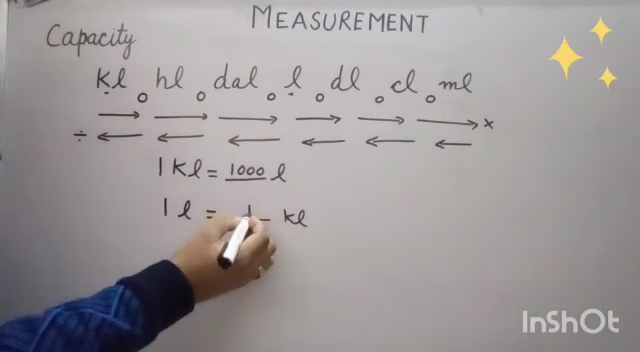 MEASUREMENT
Capacity
kl o hl o dal o l o dl o cl o ml
→ → → → → → ×
÷ ← ← ← ← ← ←
1 Kl = 1000 l
1 l = 1 kl
InShOt